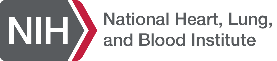 NIH
National Heart, Lung,
and Blood Institute